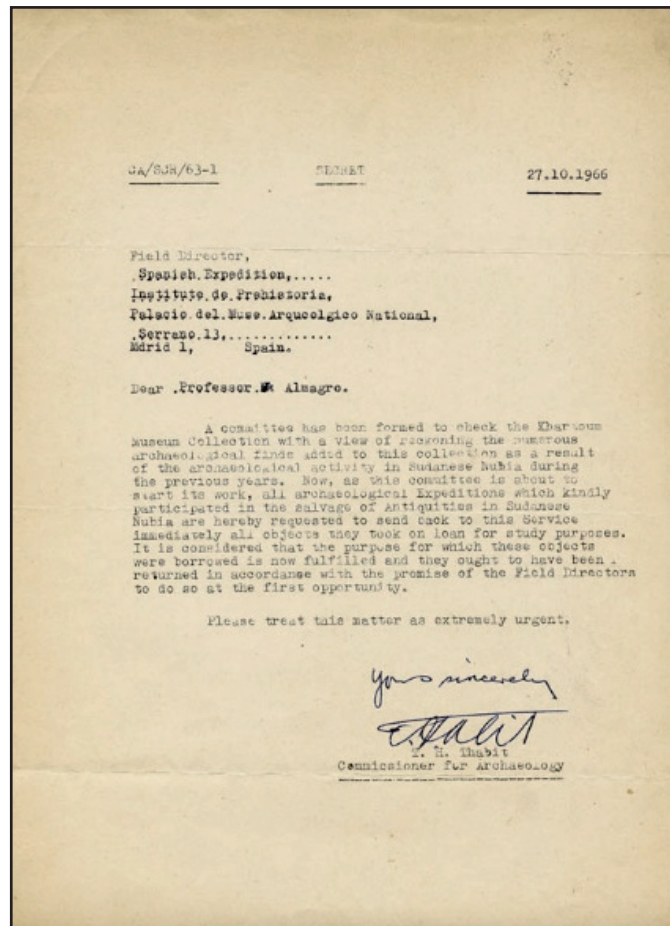 CA/SCR/63-1 SECRET 27.10.1966
Field Director,
.Spanish.Expedition,.....
Instituto.de.Prehistoria,
Palacio.del.Muse.Arqucolgico National,
.Serrano.13,.............
Mdrid 1, Spain.
Dear .Professor. Almagro.
A committee has been formed to check the Khartoum
Museum Collection with a view of reckoning the numerous
archaeological finds added to this collection as a result
of the archaeological activity in Sudanese Nubia during
the previous years. Now, as this committee is about to
start its work, all archaeological Expeditions which kindly
participated in the salvage of Antiquities in Sudanese
Nubia are hereby requested to send back to this Service
immediately all objects they took on loan for study purposes.
It is considered that the purpose for which these objects
were borrowed is now fulfilled and they ought to have been
returned in accordanse with the promise of the Field Directors
to do so at the first opportunity.
Please treat this matter as extremely urgent.
Yours sincerely
T. H. Thabit
Commissioner for Archaeology